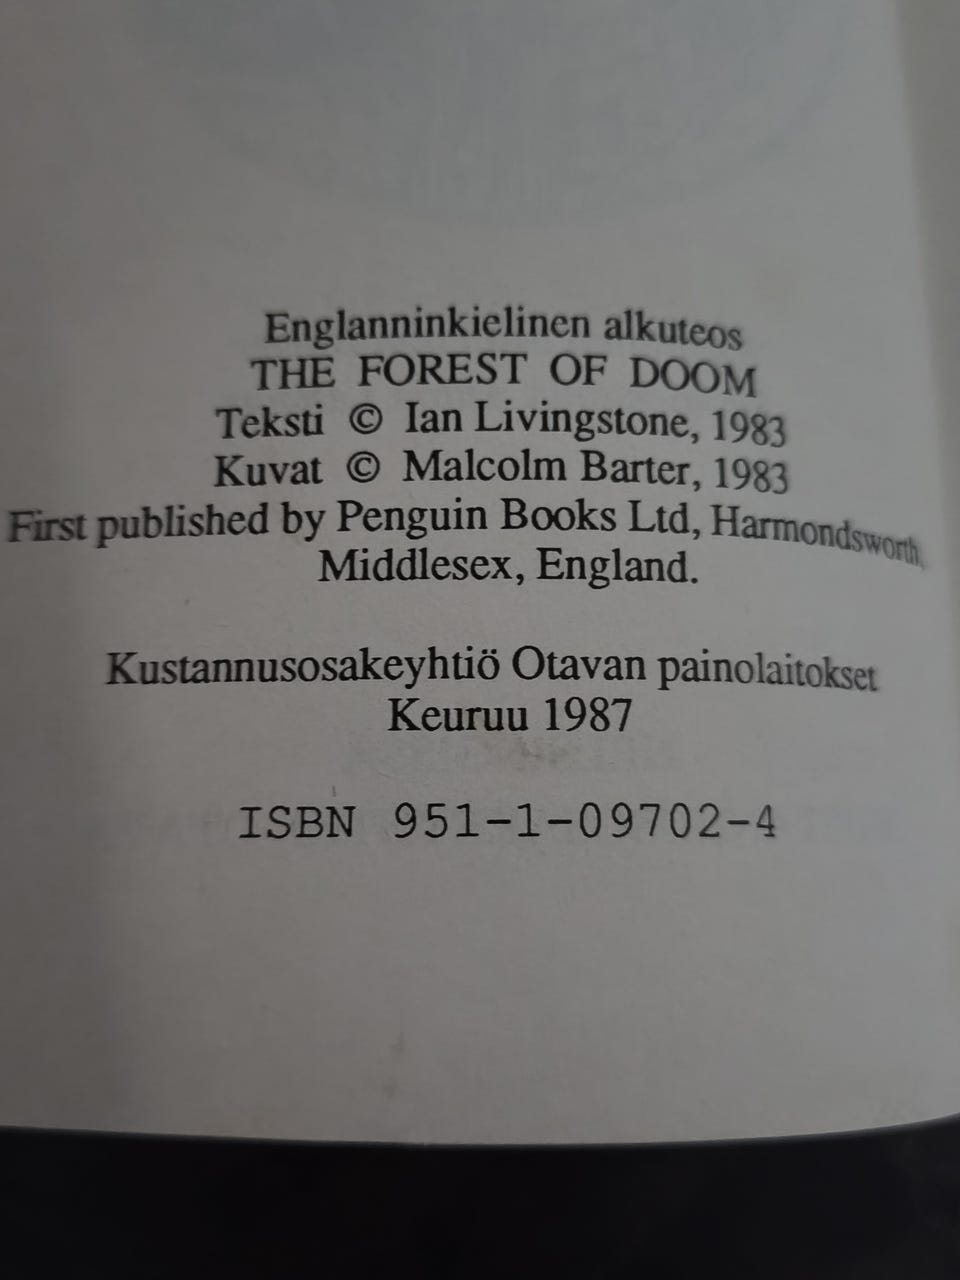 Englanninkielinen alkuteos
THE FOREST OF DOOM
Teksti © Ian Livingstone, 1983
Kuvat © Malcolm Barter, 1983
First published by Penguin Books Ltd, Harmondsworth,
Middlesex, England.
Kustannusosakeyhtiö Otavan painolaitokset
Keuruu 1987
ISBN 951-1-09702-4